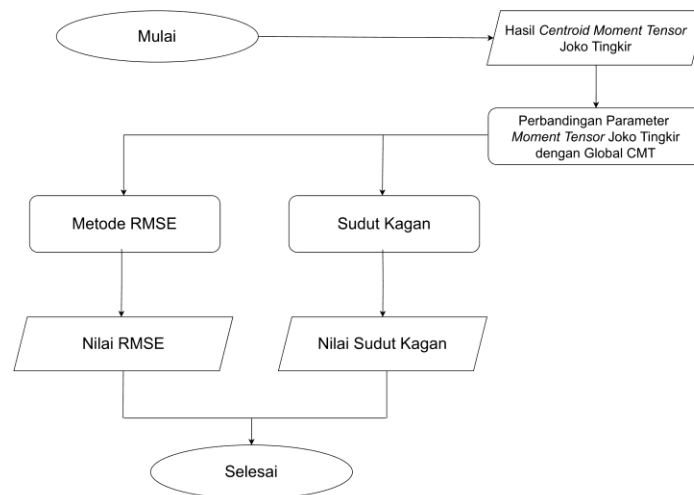 Mulai
Hasil Centroid Moment Tensor
Joko Tingkir
Perbandingan Parameter
Moment Tensor Joko Tingkir
dengan Global CMT
Metode RMSE
Sudut Kagan
Nilai RMSE
Nilai Sudut Kagan
Selesai